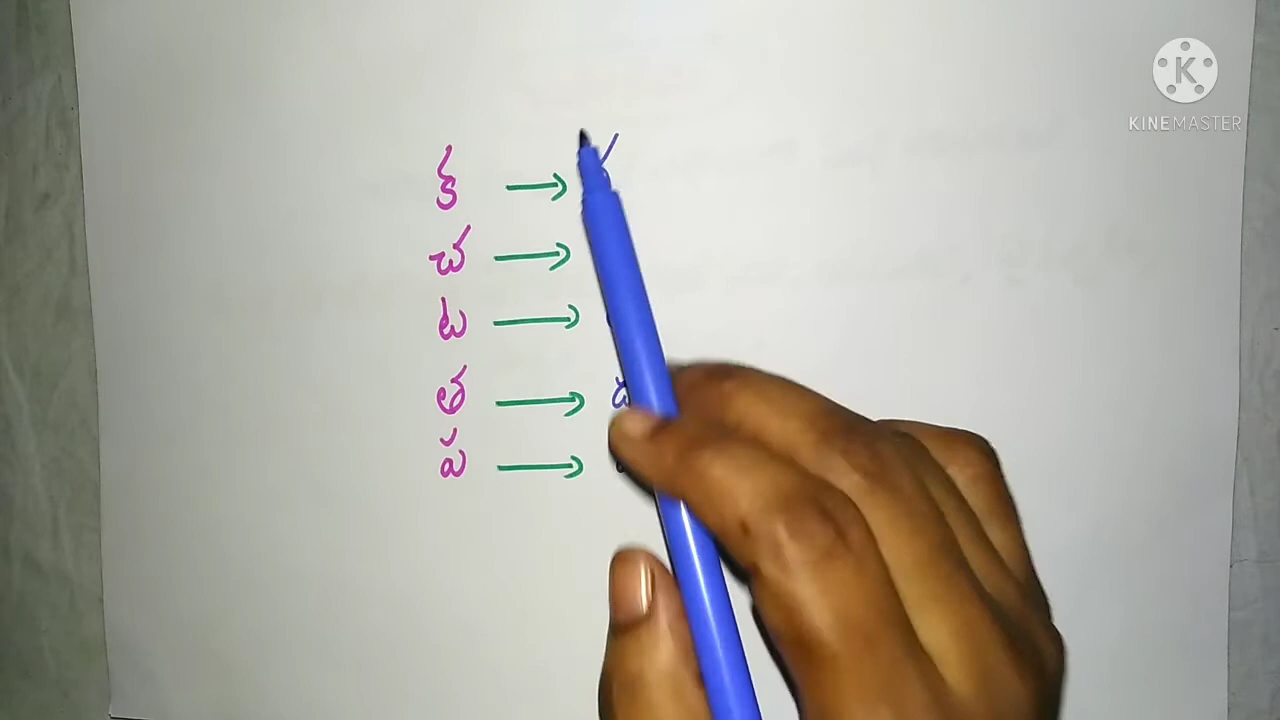 KINEMASTER
క →
చ →
ట →
త → ద
ప →